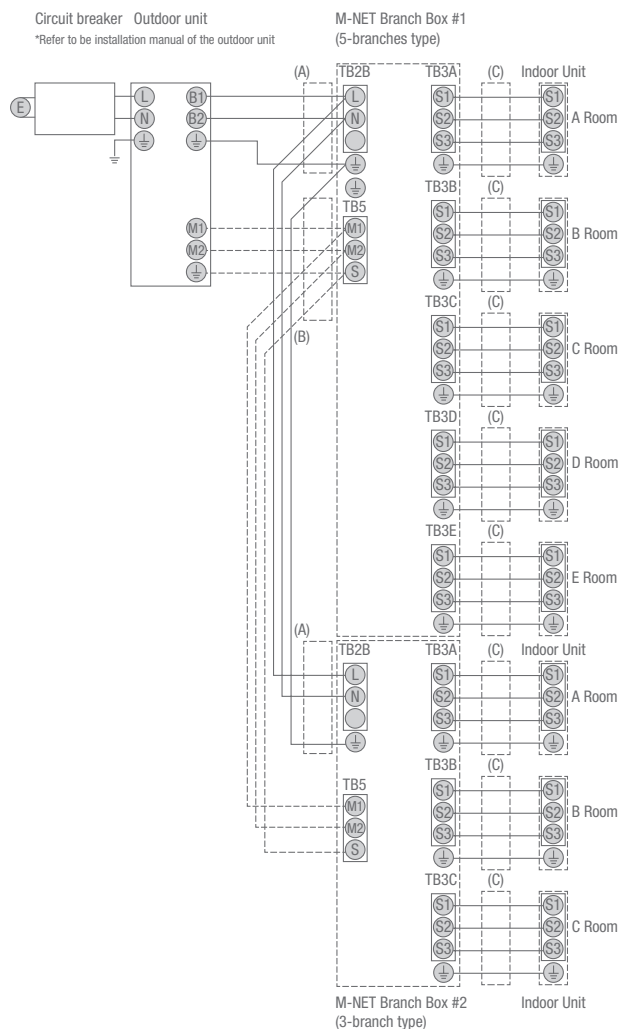 Circuit breaker Outdoor unit
*Refer to be installation manual of the outdoor unit
M-NET Branch Box #1
(5-branches type)
(A) TB2B TB3A (C) Indoor Unit
E L B1 L S1 S1
N B2 N S2 S2 A Room
S3 S3
TB3B (C)
TB5 S1 S1
M1 M1 S2 S2 B Room
M2 M2 S3 S3
S
TB3C (C)
(B) S1 S1
S2 S2 C Room
S3 S3
TB3D (C)
S1 S1
S2 S2 D Room
S3 S3
TB3E (C)
S1 S1
S2 S2 E Room
S3 S3
(A) TB2B TB3A (C) Indoor Unit
L S1 S1
N S2 S2 A Room
S3 S3
TB3B (C)
TB5 S1 S1
M1 S2 S2 B Room
M2 S3 S3
S
TB3C (C)
S1 S1
S2 S2 C Room
S3 S3
M-NET Branch Box #2 Indoor Unit
(3-branch type)